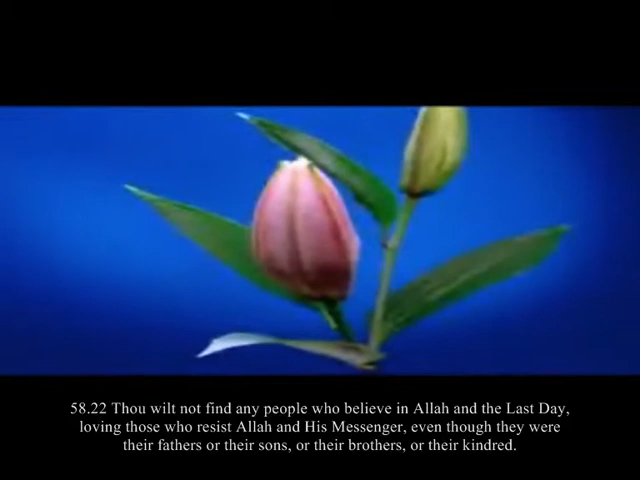 58.22 Thou wilt not find any people who believe in Allah and the Last Day,
loving those who resist Allah and His Messenger, even though they were
their fathers or their sons, or their brothers, or their kindred.